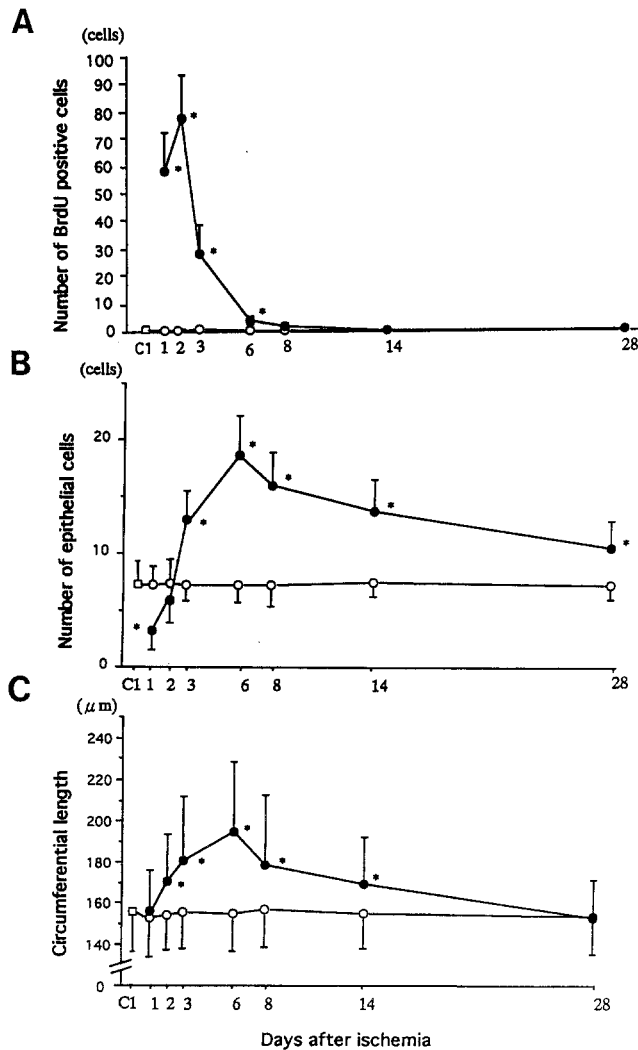 A
(cells)
Number of BrdU positive cells
100
90
80
70
60
50
40
30
20
10
0
*
*
*
*
C1 1 2 3 6 8 14 28
B
(cells)
Number of epithelial cells
20
10
0
*
*
*
*
*
*
C1 1 2 3 6 8 14 28
C
(μm)
Circumferential length
240
220
200
180
160
140
0
*
*
*
*
*
C1 1 2 3 6 8 14 28
Days after ischemia